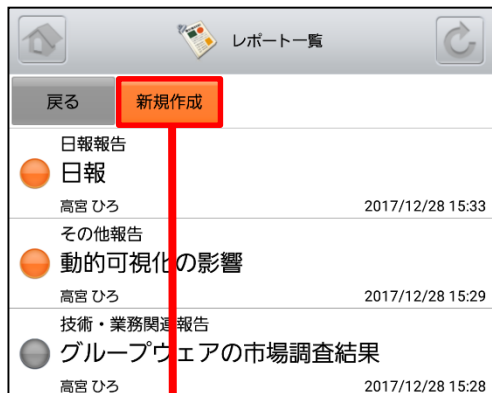 レポート一覧
戻る 新規作成
日報報告
日報
高宮 ひろ 2017/12/28 15:33
その他報告
動的可視化の影響
高宮 ひろ 2017/12/28 15:29
技術・業務関連報告
グループウェアの市場調査結果
高宮 ひろ 2017/12/28 15:28